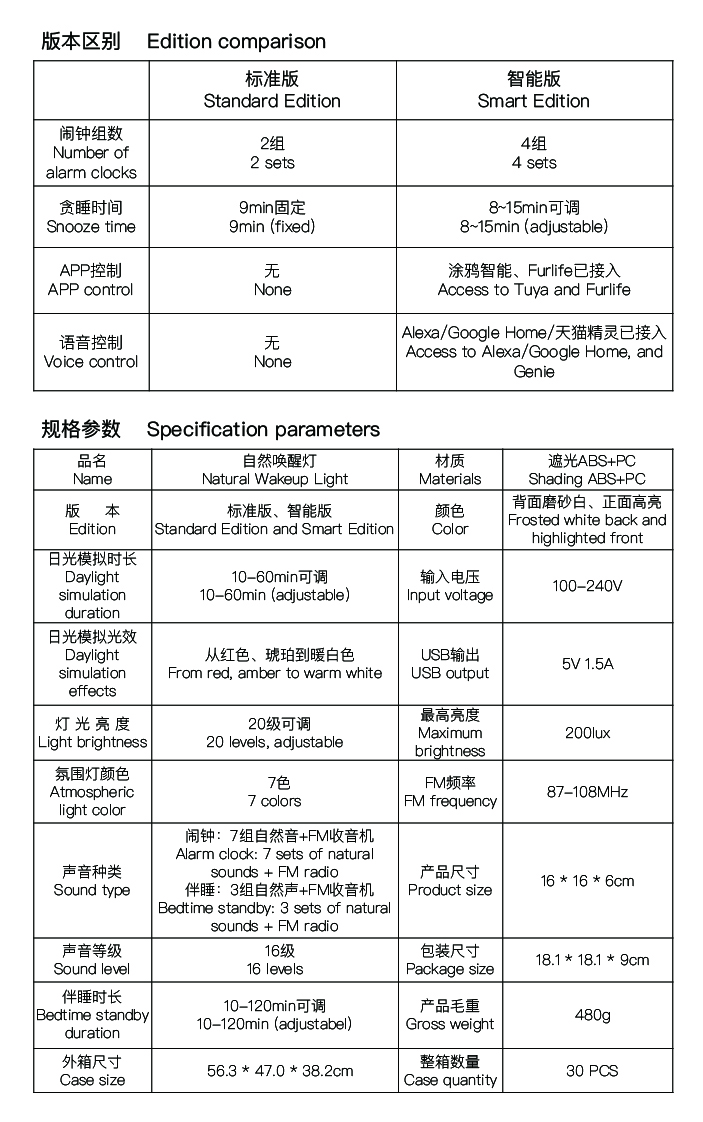 版本区别 Edition comparison
标准版 智能版
Standard Edition Smart Edition
闹钟组数
Number of
alarm clocks
2组
2 sets
4组
4 sets
贪睡时间
Snooze time
9min固定
9min (fixed)
8~15min可调
8~15min (adjustable)
APP控制
APP control
无
None
涂鸦智能、Furlife已接入
Access to Tuya and Furlife
语音控制
Voice control
无
None
Alexa/Google Home/天猫精灵已接入
Access to Alexa/Google Home, and
Genie
规格参数 Specification parameters
品名
Name
自然唤醒灯
Natural Wakeup Light
材质
Materials
遮光ABS+PC
Shading ABS+PC
版 本
Edition
标准版、智能版
Standard Edition and Smart Edition
颜色
Color
背面磨砂白、正面高亮
Frosted white back and
highlighted front
日光模拟时长
Daylight
simulation
duration
10-60min可调
10-60min (adjustable)
输入电压
Input voltage
100-240V
日光模拟光效
Daylight
simulation
effects
从红色、琥珀到暖白色
From red, amber to warm white
USB输出
USB output
5V 1.5A
灯 光 亮 度
Light brightness
20级可调
20 levels, adjustable
最高亮度
Maximum
brightness
200lux
氛围灯颜色
Atmospheric
light color
7色
7 colors
FM频率
FM frequency
87-108MHz
声音种类
Sound type
闹钟：7组自然音+FM收音机
Alarm clock: 7 sets of natural
sounds + FM radio
伴睡：3组自然声+FM收音机
Bedtime standby: 3 sets of natural
sounds + FM radio
产品尺寸
Product size
16 * 16 * 6cm
声音等级
Sound level
16级
16 levels
包装尺寸
Package size
18.1 * 18.1 * 9cm
伴睡时长
Bedtime standby
duration
10-120min可调
10-120min (adjustabel)
产品毛重
Gross weight
480g
外箱尺寸
Case size
56.3 * 47.0 * 38.2cm
整箱数量
Case quantity
30 PCS